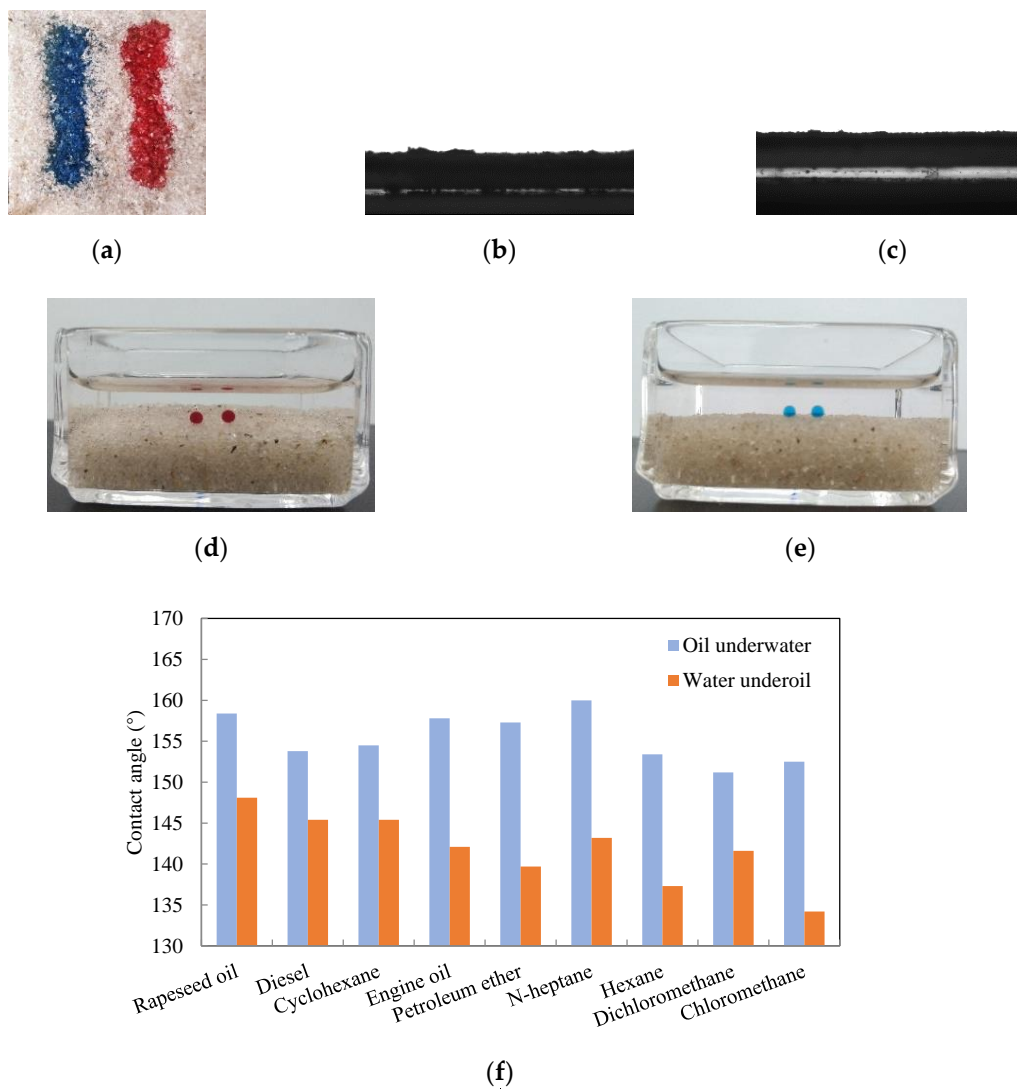 (a)
(b)
(c)
(d)
(e)
170
165
160
155
150
145
140
135
130
Contact angle (°)
Oil underwater
Water underoil
Rapeseed oil
Diesel
Cyclohexane
Engine oil
Petroleum ether
N-heptane
Hexane
Dichloromethane
Chloromethane
(f)